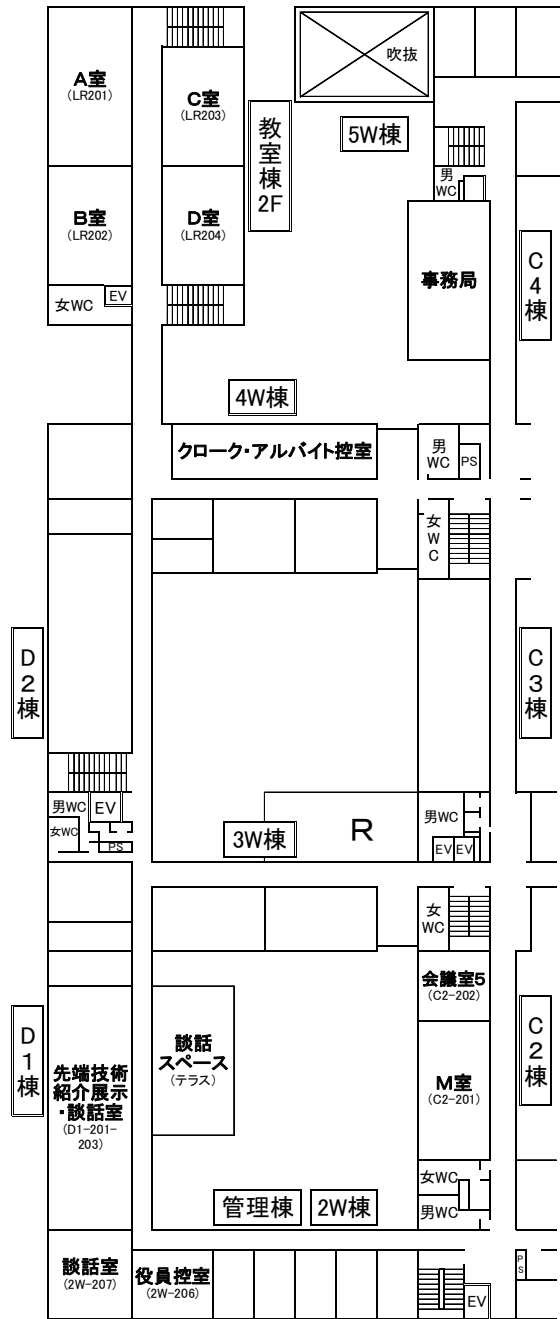 A室
(LR201)
C室
(LR203)
吹抜
教室棟2F
5W棟
男
WC
B室
(LR202)
D室
(LR204)
事務局
C4棟
女WC
EV
4W棟
クローク・アルバイト控室
男
WC
PS
女WC
D2棟
C3棟
男WC
EV
女WC
PS
3W棟
R
男WC
EV
EV
女
WC
会議室5
(C2-202)
D1棟
先端技術
紹介展示
・談話室
(D1-201-
203)
談話
スペース
(テラス)
M室
(C2-201)
C2棟
女WC
男WC
管理棟
2W棟
談話室
(2W-207)
役員控室
(2W-206)
EV
PS